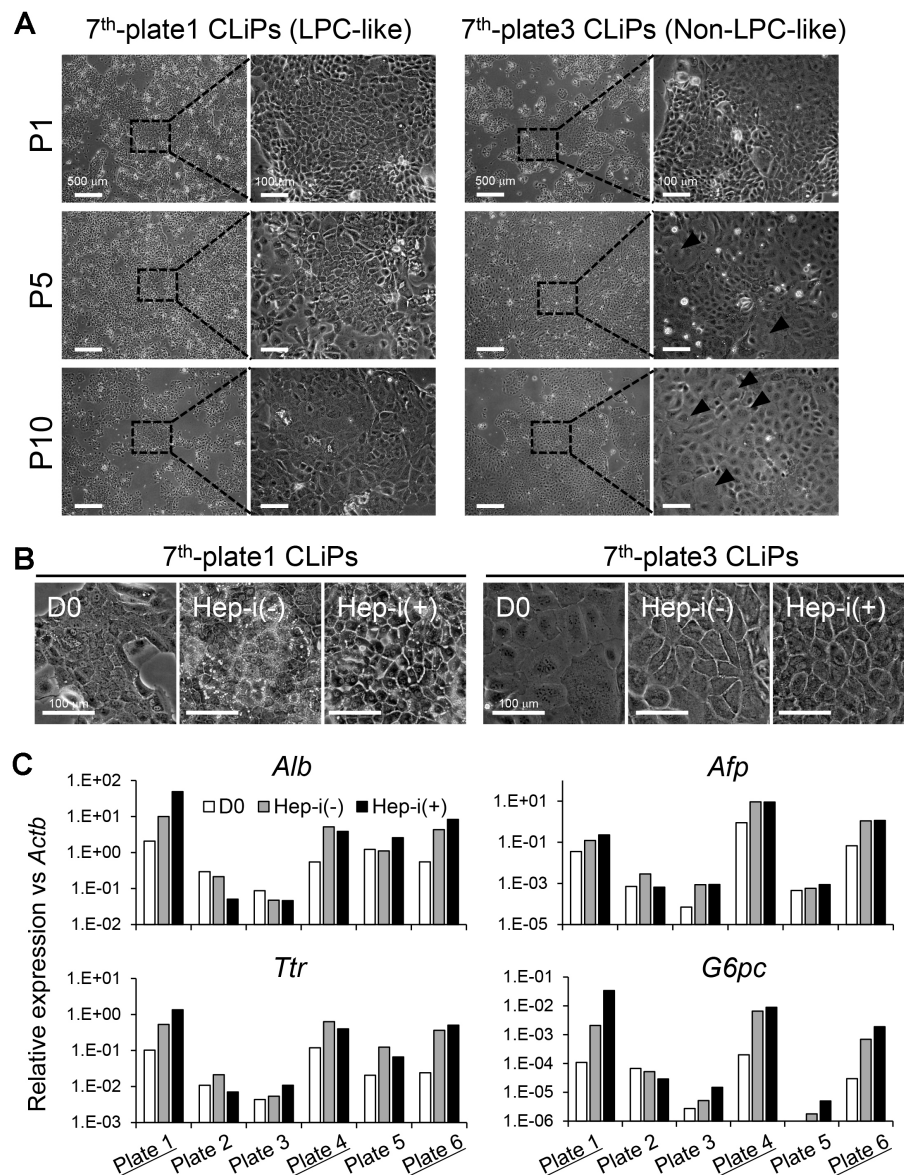 A
7th-plate1 CLiPs (LPC-like) 7th-plate3 CLiPs (Non-LPC-like)
P1
500 μm 100 μm 500 μm 100 μm
P5
P10
B
7th-plate1 CLiPs 7th-plate3 CLiPs
D0 Hep-i(-) Hep-i(+) D0 Hep-i(-) Hep-i(+)
100 μm 100 μm
C
Alb Afp
D0 Hep-i(-) Hep-i(+)
Relative expression vs Actb
1.E+02
1.E+01
1.E+00
1.E-01
1.E-02
1.E+01
1.E-01
1.E-03
1.E-05
Ttr G6pc
1.E+01
1.E+00
1.E-01
1.E-02
1.E-03
1.E-01
1.E-02
1.E-03
1.E-04
1.E-05
1.E-06
Plate 1 Plate 2 Plate 3 Plate 4 Plate 5 Plate 6 Plate 1 Plate 2 Plate 3 Plate 4 Plate 5 Plate 6